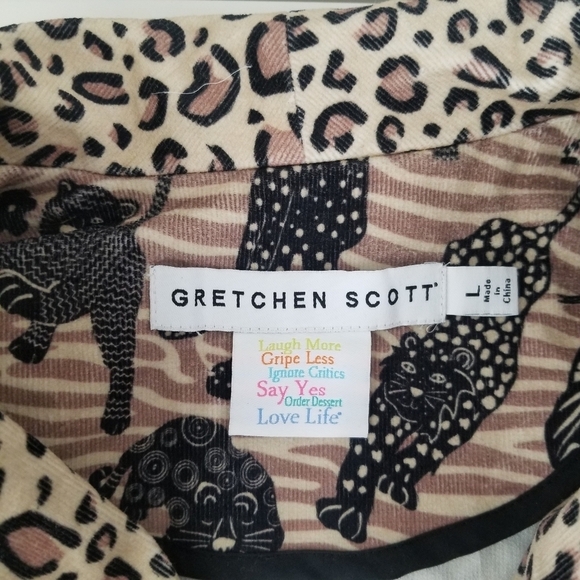 GRETCHEN SCOTT
L
Made
in
China
Laugh More
Gripe Less
Ignore Critics
Say Yes
Order Dessert
Love Life®